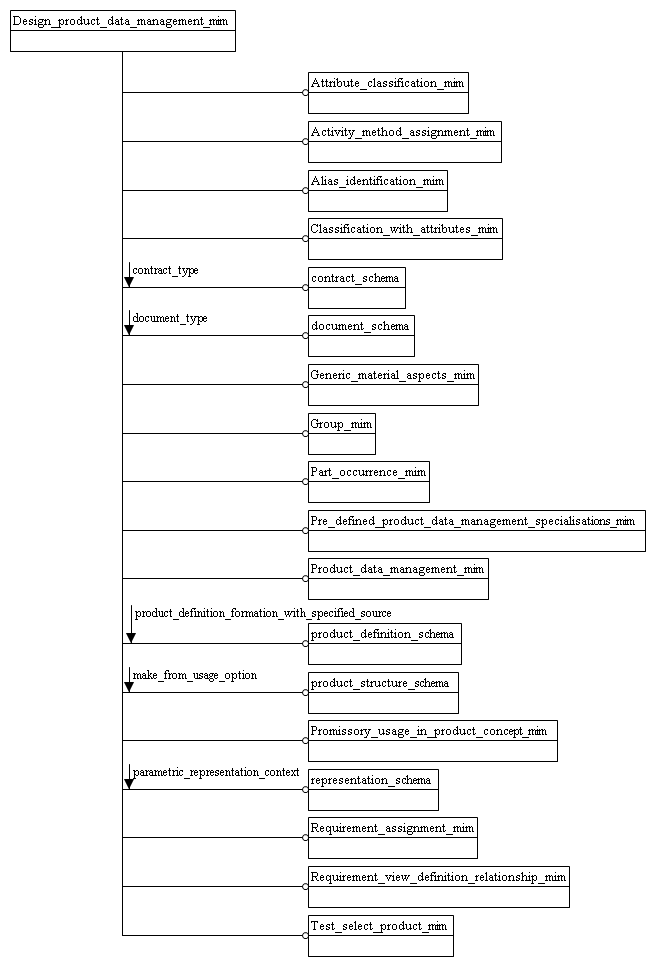 Design_product_data_management_mim
Attribute_classification_mim
Activity_method_assignment_mim
Alias_identification_mim
Classification_with_attributes_mim
contract_type
contract_schema
document_type
document_schema
Generic_material_aspects_mim
Group_mim
Part_occurrence_mim
Pre_defined_product_data_management_specialisations_mim
Product_data_management_mim
product_definition_formation_with_specified_source
product_definition_schema
make_from_usage_option
product_structure_schema
Promissory_usage_in_product_concept_mim
parametric_representation_context
representation_schema
Requirement_assignment_mim
Requirement_view_definition_relationship_mim
Test_select_product_mim